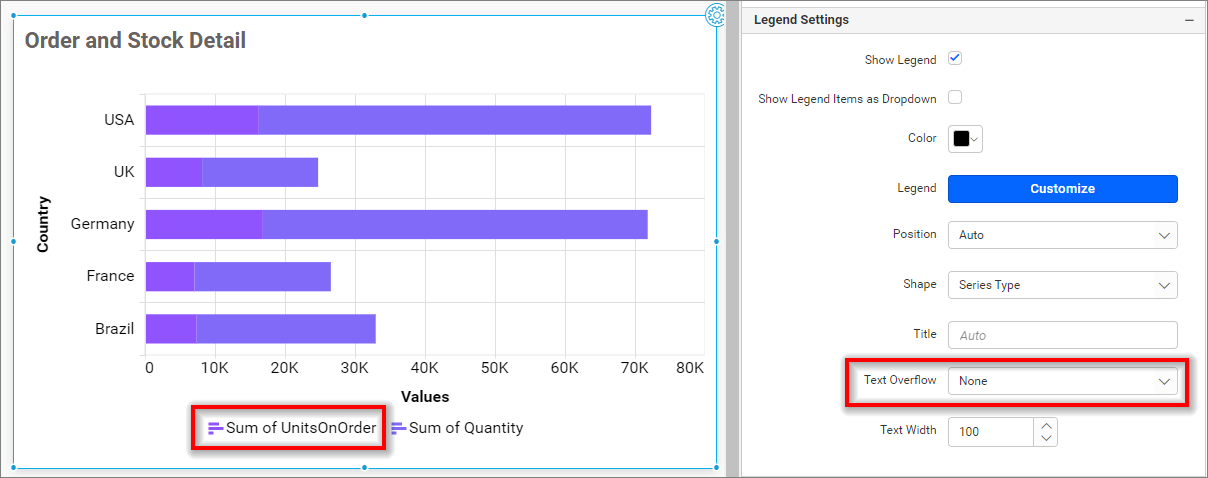 Order and Stock Detail
USA
UK
Germany
France
Brazil
Country
0 10K 20K 30K 40K 50K 60K 70K 80K
Values
Sum of UnitsOnOrder Sum of Quantity
Legend Settings
Show Legend
Show Legend Items as Dropdown
Color
Legend Customize
Position Auto
Shape Series Type
Title Auto
Text Overflow None
Text Width 100